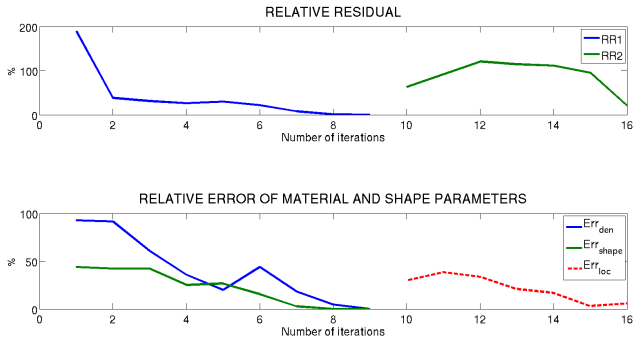 RELATIVE RESIDUAL
200
100
0
%
RR1
RR2
0 2 4 6 8 10 12 14 16
Number of iterations
RELATIVE ERROR OF MATERIAL AND SHAPE PARAMETERS
100
50
0
%
Err_den
Err_shape
Err_loc
0 2 4 6 8 10 12 14 16
Number of iterations